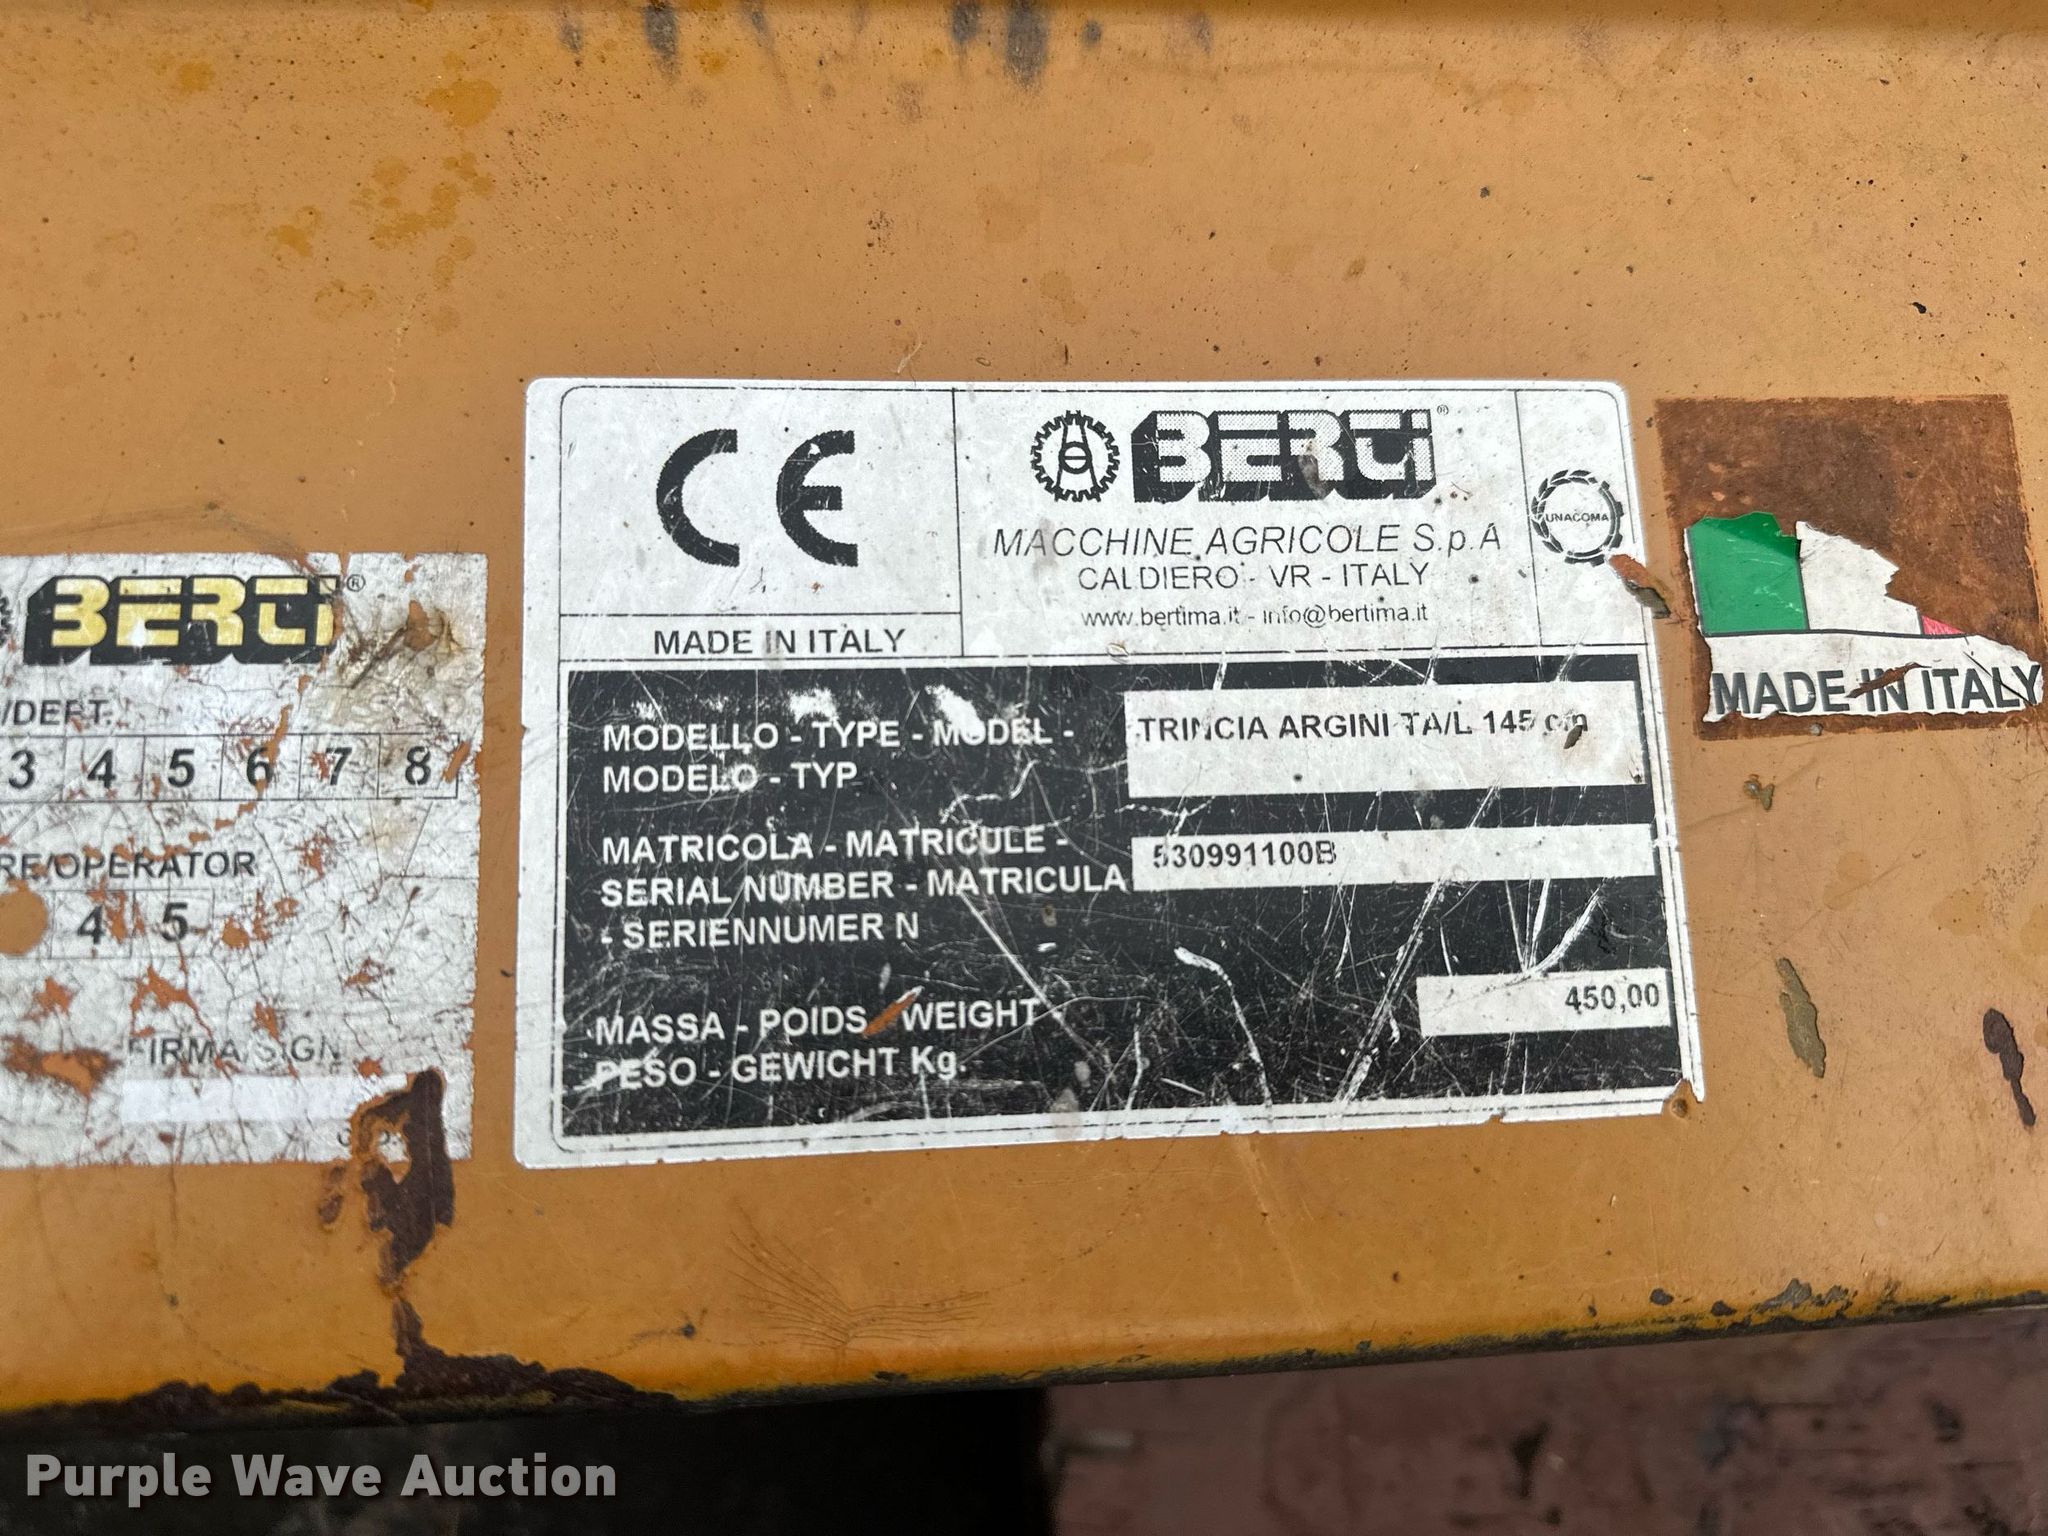 BERTI®
/DEPT.
3 4 5 6 7 8
RE/OPERATOR
4 5
FIRMA/SIGN
CE
MADE IN ITALY
BERTI®
MACCHINE AGRICOLE S.p.A
CALDIERO - VR - ITALY
www.bertima.it - info@bertima.it
UNACOMA
MODELLO - TYPE - MODEL -
MODELO - TYP
TRINCIA ARGINI TA/L 145 cm
MATRICOLA - MATRICULE -
SERIAL NUMBER - MATRICULA
- SERIENNUMER N
530991100B
MASSA - POIDS - WEIGHT -
PESO - GEWICHT Kg.
450,00
MADE IN ITALY
Purple Wave Auction